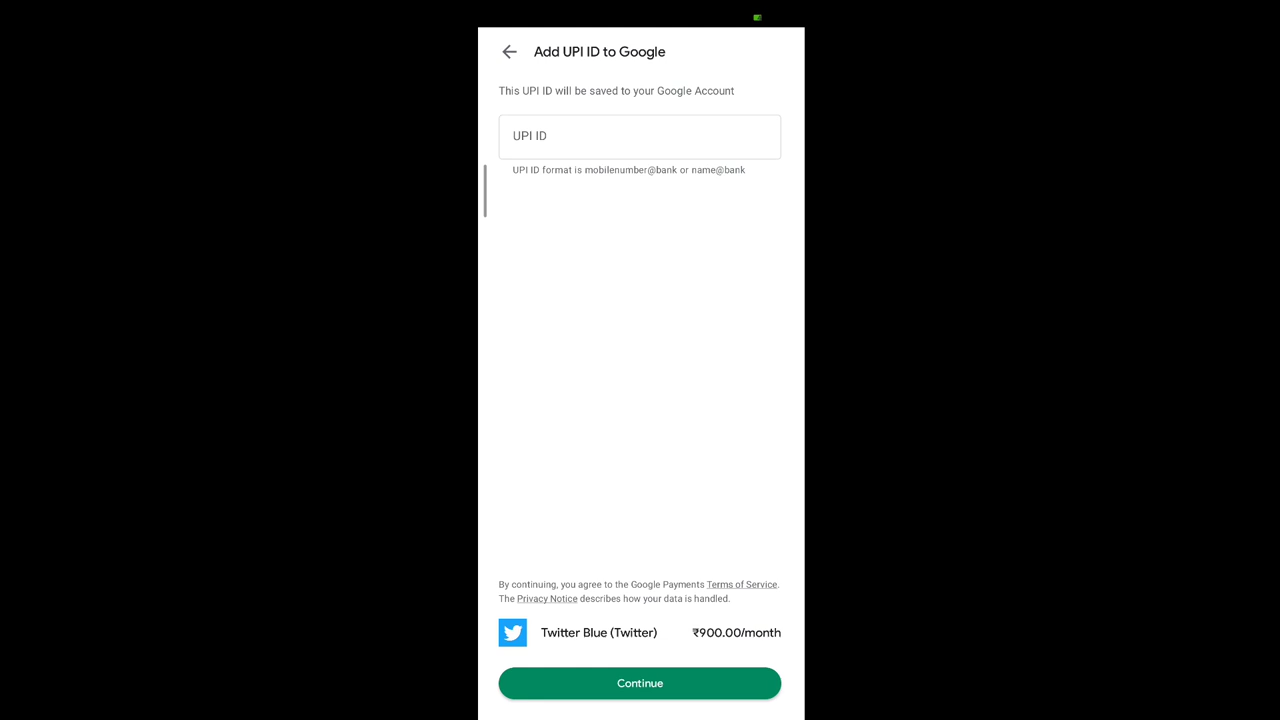 Add UPI ID to Google
This UPI ID will be saved to your Google Account
UPI ID
UPI ID format is mobilenumber@bank or name@bank
By continuing, you agree to the Google Payments Terms of Service.
The Privacy Notice describes how your data is handled.
Twitter Blue (Twitter) ₹900.00/month
Continue